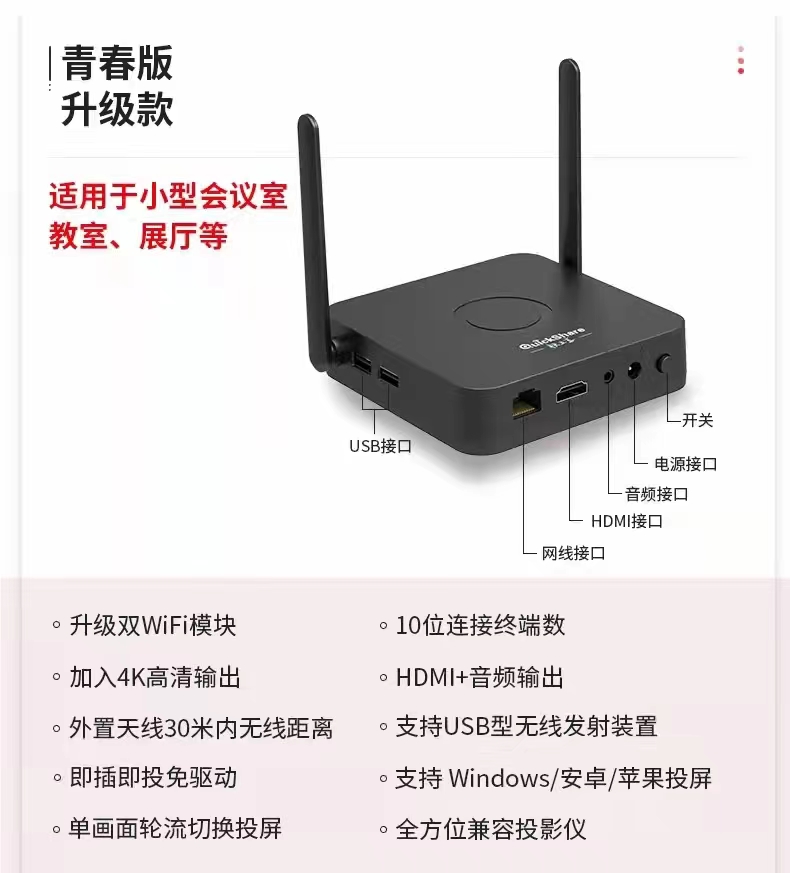 青春版
升级款
适用于小型会议室
教室、展厅等
QuickShare
USB接口
开关
电源接口
音频接口
HDMI接口
网线接口
升级双WiFi模块
10位连接终端数
加入4K高清输出
HDMI+音频输出
外置天线30米内无线距离
支持USB型无线发射装置
即插即投免驱动
支持 Windows/安卓/苹果投屏
单画面轮流切换投屏
全方位兼容投影仪